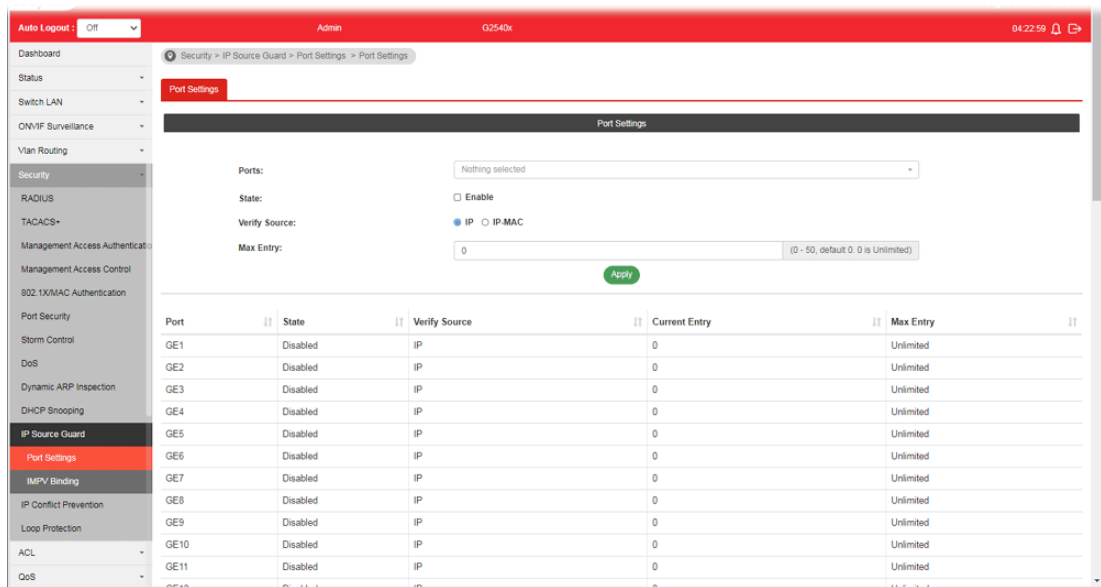 Auto Logout : Off Admin G2540x 04:22:59
Dashboard
Status
Switch LAN
ONVIF Surveillance
Vlan Routing
Security
RADIUS
TACACS+
Management Access Authenticatio
Management Access Control
802.1X/MAC Authentication
Port Security
Storm Control
DoS
Dynamic ARP Inspection
DHCP Snooping
IP Source Guard
Port Settings
IMPV Binding
IP Conflict Prevention
Loop Protection
ACL
QoS
Security > IP Source Guard > Port Settings > Port Settings
Port Settings
Port Settings
Ports: Nothing selected
State: Enable
Verify Source: IP IP-MAC
Max Entry: 0 (0 - 50, default 0. 0 is Unlimited)
Apply
Port State Verify Source Current Entry Max Entry
GE1 Disabled IP 0 Unlimited
GE2 Disabled IP 0 Unlimited
GE3 Disabled IP 0 Unlimited
GE4 Disabled IP 0 Unlimited
GE5 Disabled IP 0 Unlimited
GE6 Disabled IP 0 Unlimited
GE7 Disabled IP 0 Unlimited
GE8 Disabled IP 0 Unlimited
GE9 Disabled IP 0 Unlimited
GE10 Disabled IP 0 Unlimited
GE11 Disabled IP 0 Unlimited